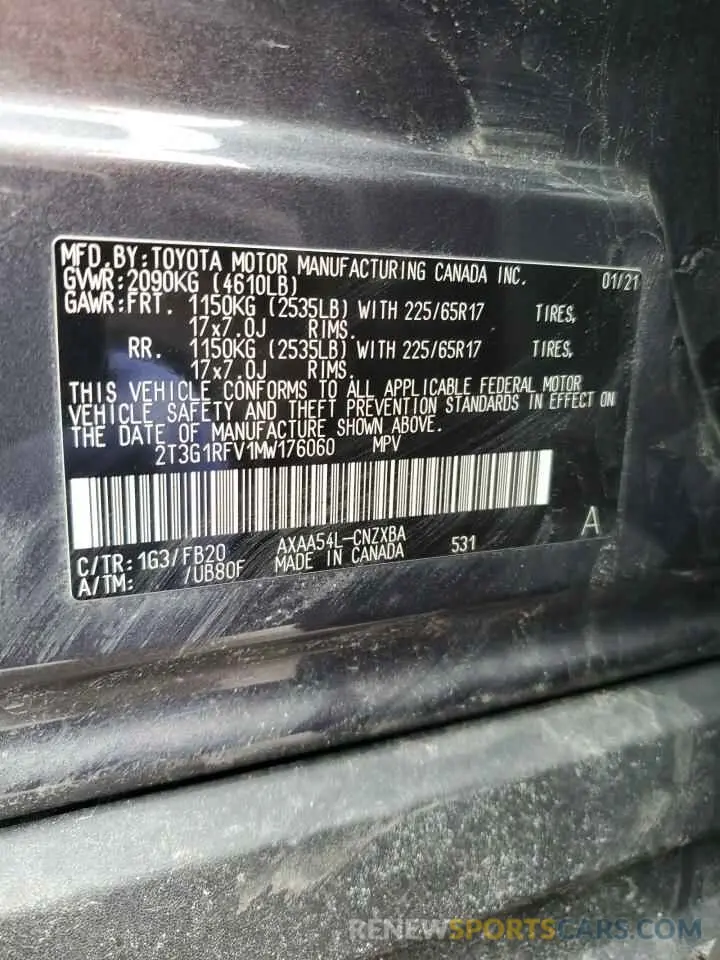 MFD.BY:TOYOTA MOTOR MANUFACTURING CANADA INC. 01/21
GVWR:2090KG (4610LB)
GAWR:FRT. 1150KG (2535LB) WITH 225/65R17 TIRES,
17x7.0J RIMS.
RR. 1150KG (2535LB) WITH 225/65R17 TIRES,
17x7.0J RIMS.
THIS VEHICLE CONFORMS TO ALL APPLICABLE FEDERAL MOTOR
VEHICLE SAFETY AND THEFT PREVENTION STANDARDS IN EFFECT ON
THE DATE OF MANUFACTURE SHOWN ABOVE.
2T3G1RFV1MW176060 MPV
A
C/TR:1G3/FB20 AXAA54L-CNZXBA 531
A/TM: /UB80F MADE IN CANADA
RENEWSPORTSCARS.COM